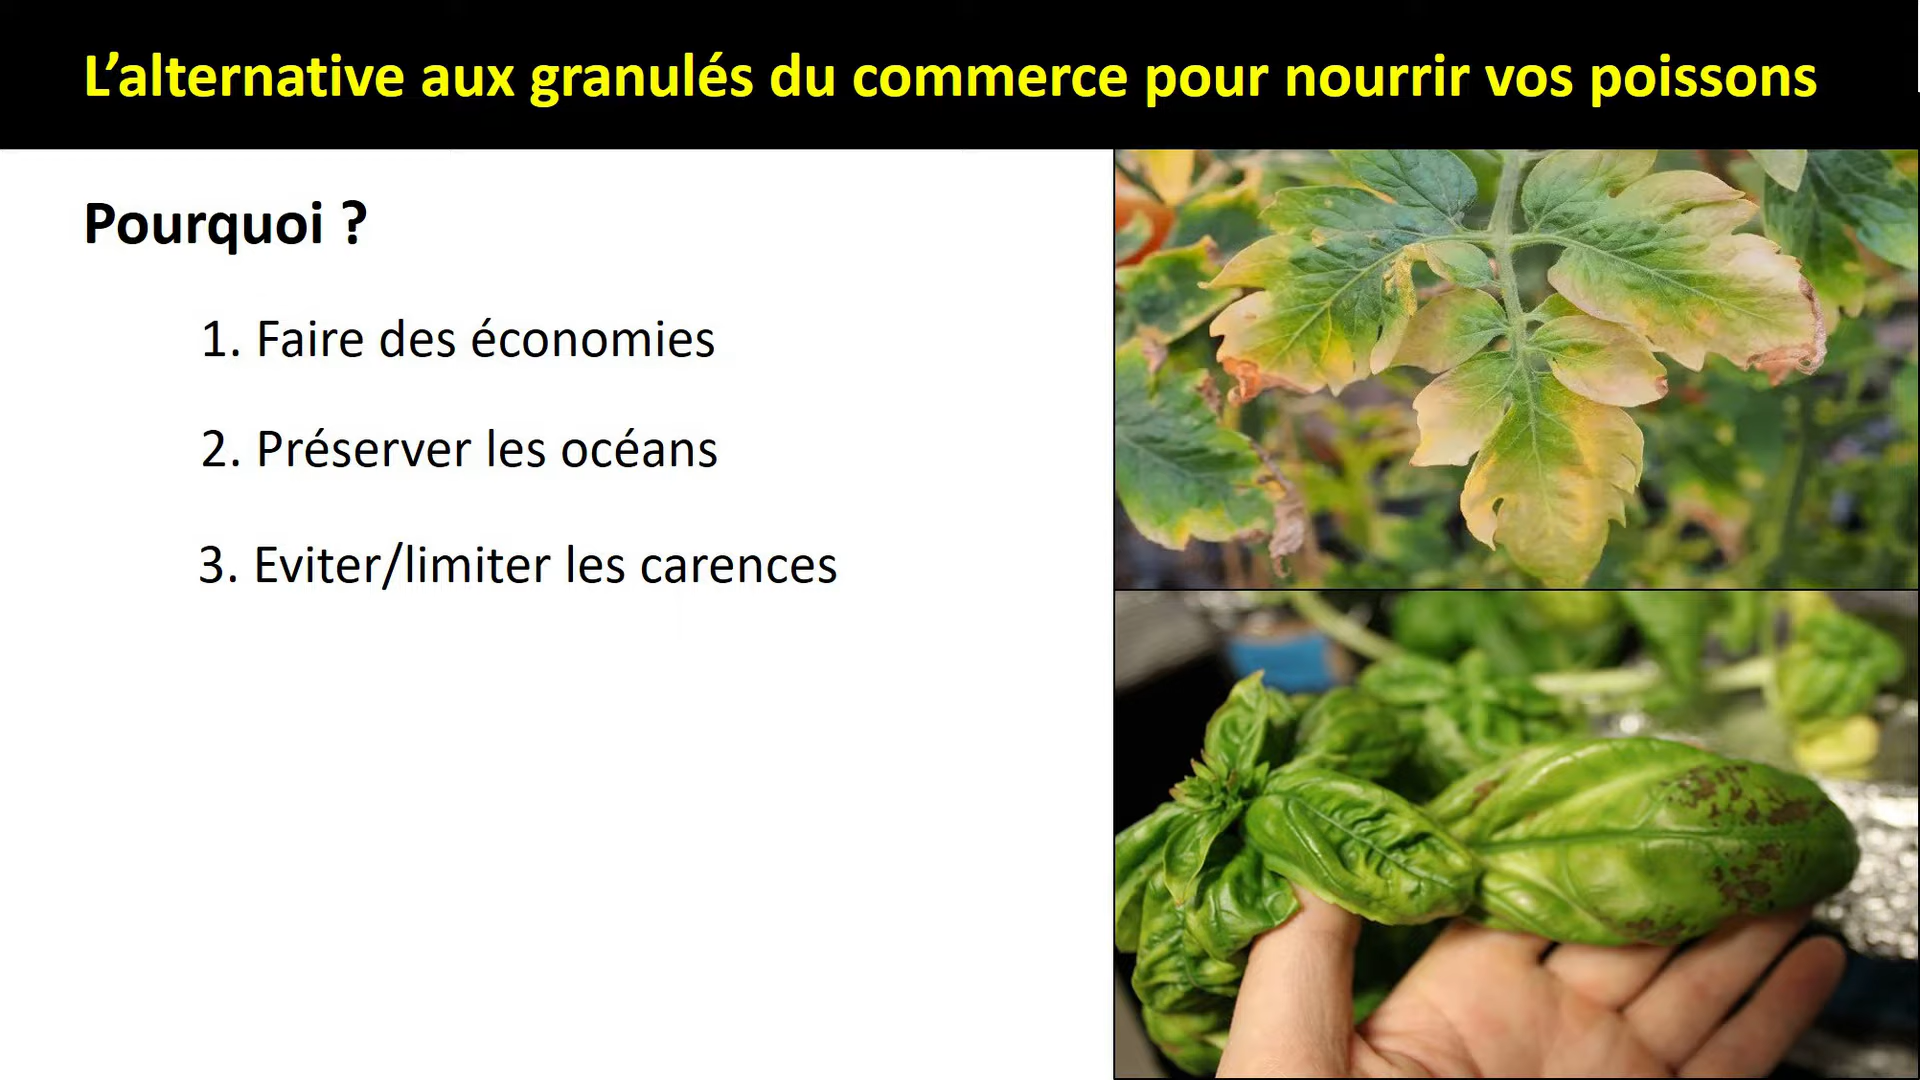 L’alternative aux granulés du commerce pour nourrir vos poissons
Pourquoi ?
1. Faire des économies
2. Préserver les océans
3. Eviter/limiter les carences